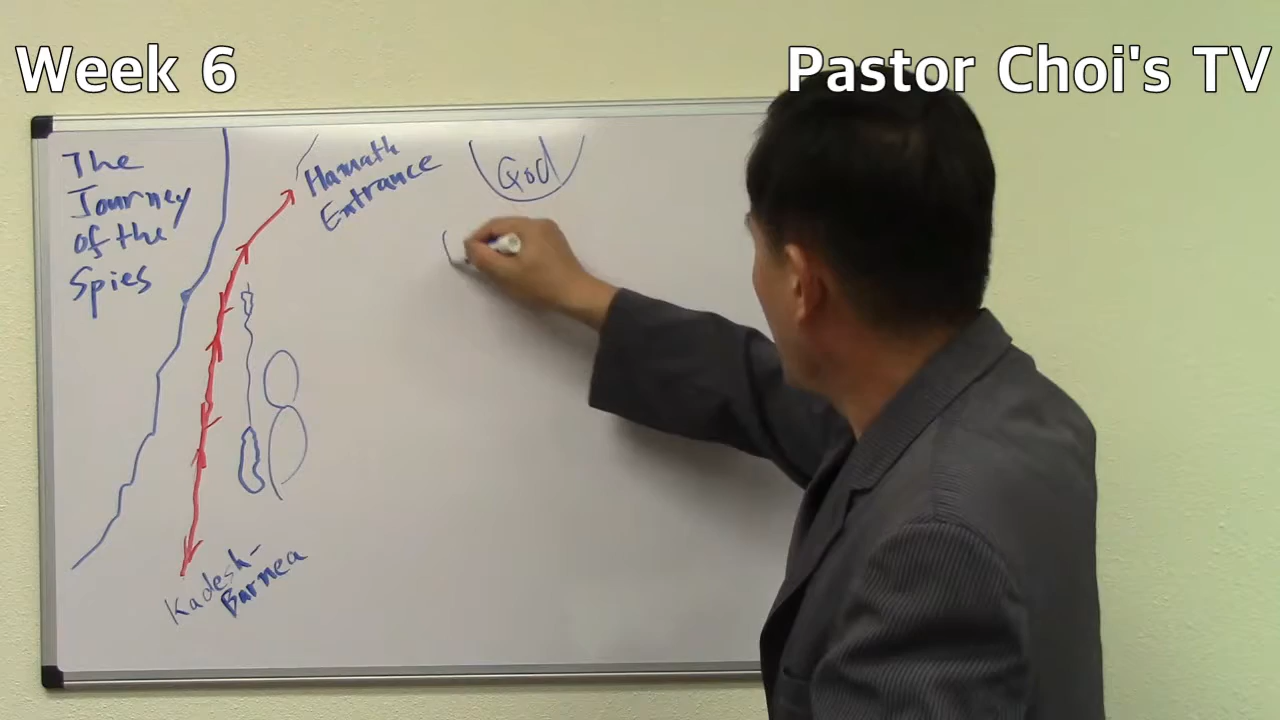 Week 6
Pastor Choi's TV
The
Journey
of the
Spies
Hamath
Entrance
God
Kadesh-
Barnea